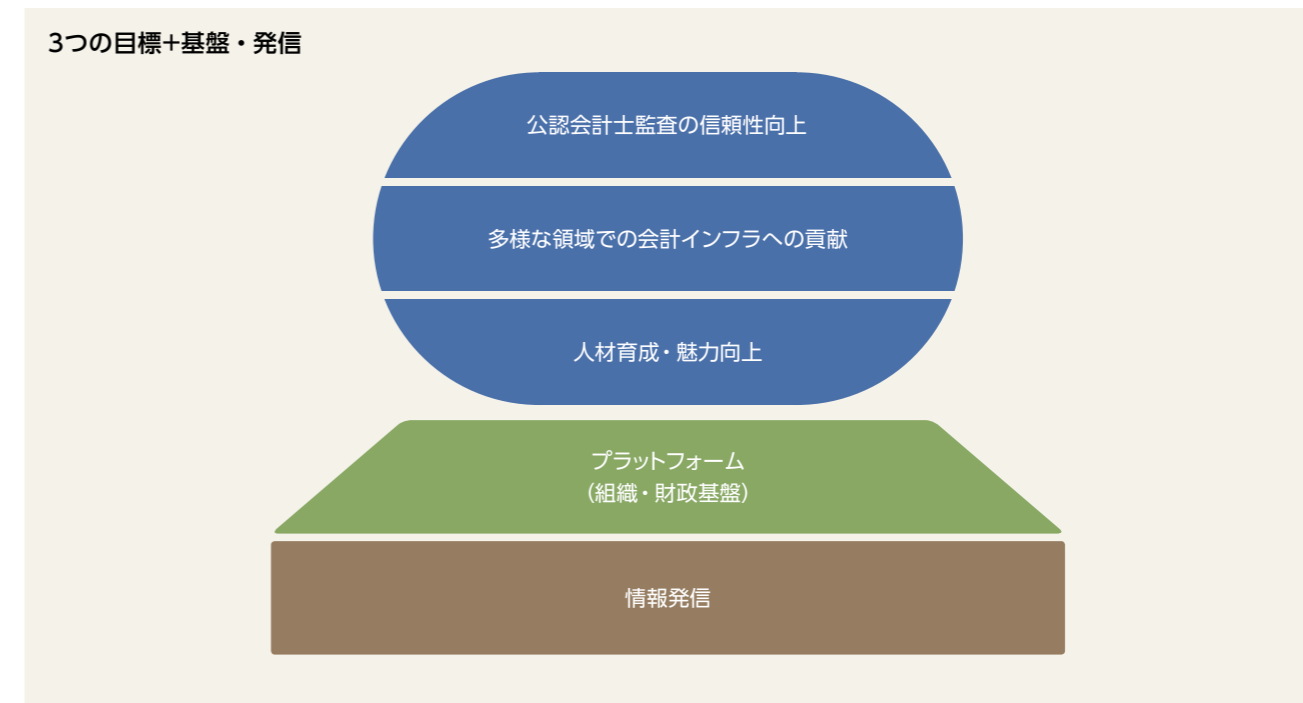 3つの目標+基盤・発信
公認会計士監査の信頼性向上
多様な領域での会計インフラへの貢献
人材育成・魅力向上
プラットフォーム
(組織・財政基盤)
情報発信